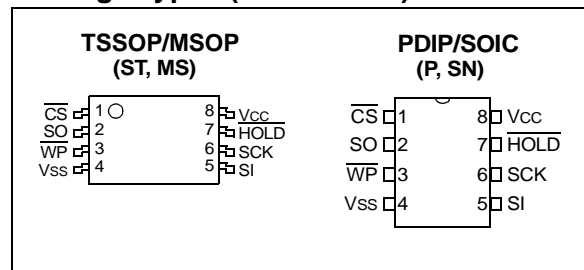 TSSOP/MSOP
(ST, MS)
CS 1 8 VCC
SO 2 7 HOLD
WP 3 6 SCK
VSS 4 5 SI
PDIP/SOIC
(P, SN)
CS 1 8 VCC
SO 2 7 HOLD
WP 3 6 SCK
VSS 4 5 SI